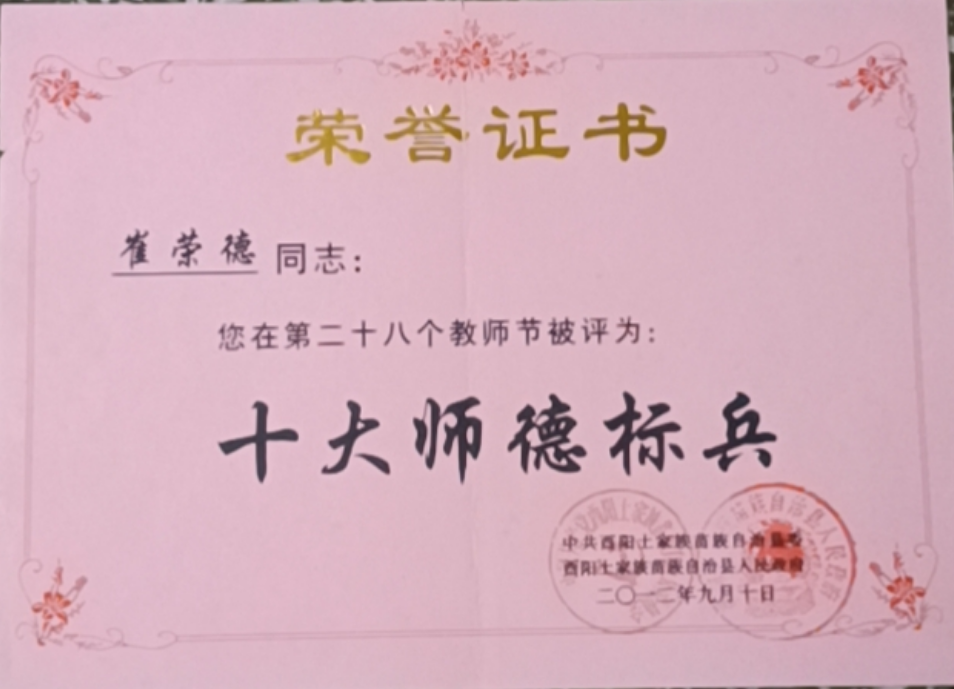 荣誉证书
崔荣德 同志:
您在第二十八个教师节被评为:
十大师德标兵
中共酉阳土家族苗族自治县委
酉阳土家族苗族自治县人民政府
二〇一二年九月十日